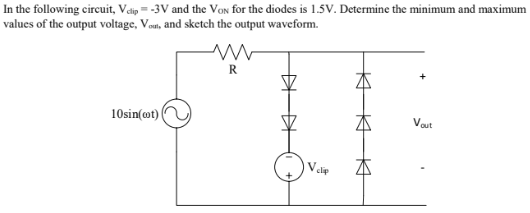 In the following circuit, Vclip = -3V and the VON for the diodes is 1.5V. Determine the minimum and maximum
values of the output voltage, Vout, and sketch the output waveform.
R
+
10sin(ωt)
Vout
-
+
Vclip
-